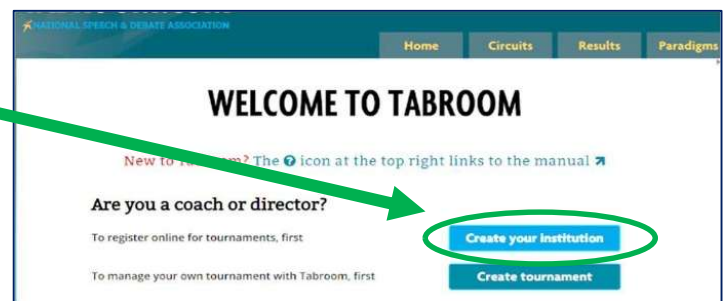 NATIONAL SPEECH & DEBATE ASSOCIATION
Home Circuits Results Paradigms
WELCOME TO TABROOM
New to Tabroom? The ? icon at the top right links to the manual
Are you a coach or director?
To register online for tournaments, first
Create your institution
To manage your own tournament with Tabroom, first
Create tournament